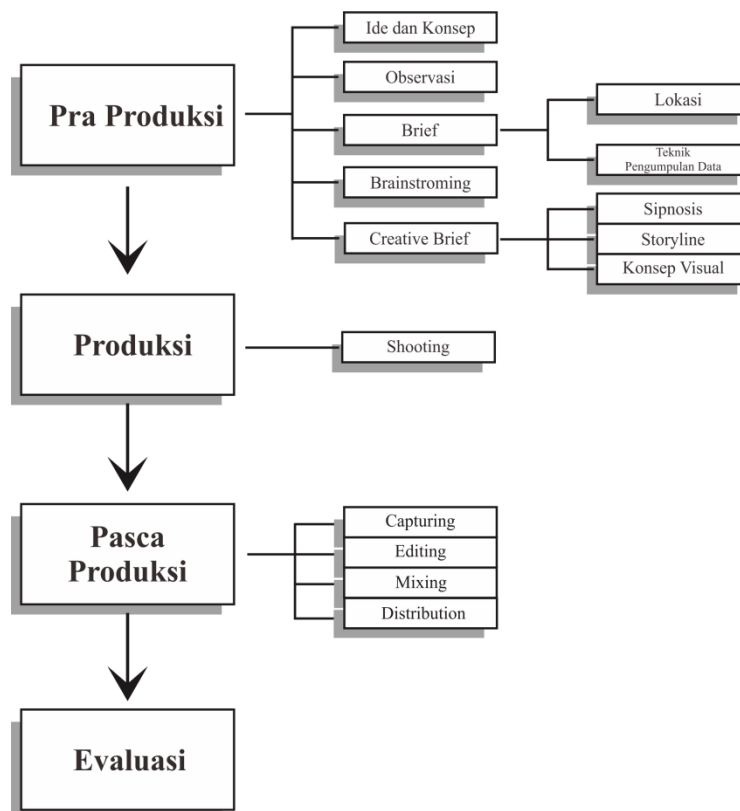 Ide dan Konsep
Pra Produksi
Observasi
Brief
Lokasi
Teknik
Pengumpulan Data
Brainstroming
Creative Brief
Sipnosis
Storyline
Konsep Visual
Produksi
Shooting
Pasca
Produksi
Capturing
Editing
Mixing
Distribution
Evaluasi